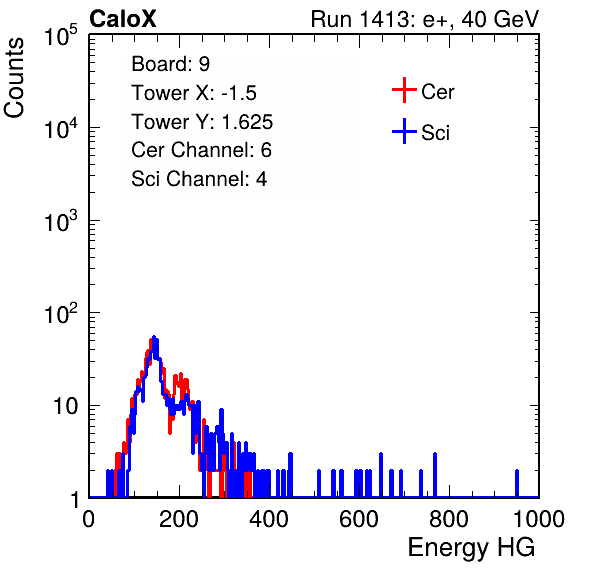 CaloX Run 1413: e+, 40 GeV
Counts
Board: 9
Tower X: -1.5
Tower Y: 1.625
Cer Channel: 6
Sci Channel: 4
Cer
Sci
10^5
10^4
10^3
10^2
10
1
0 200 400 600 800 1000
Energy HG